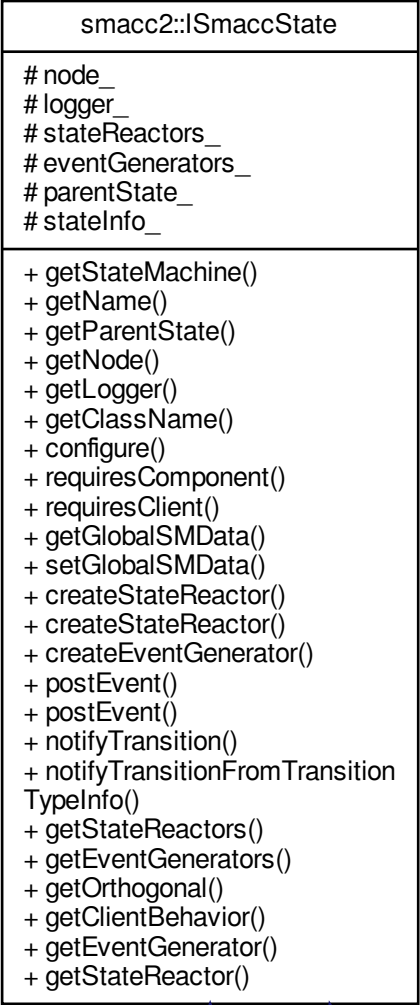 smacc2::ISmaccState
# node_
# logger_
# stateReactors_
# eventGenerators_
# parentState_
# stateInfo_
+ getStateMachine()
+ getName()
+ getParentState()
+ getNode()
+ getLogger()
+ getClassName()
+ configure()
+ requiresComponent()
+ requiresClient()
+ getGlobalSMData()
+ setGlobalSMData()
+ createStateReactor()
+ createStateReactor()
+ createEventGenerator()
+ postEvent()
+ postEvent()
+ notifyTransition()
+ notifyTransitionFromTransition
TypeInfo()
+ getStateReactors()
+ getEventGenerators()
+ getOrthogonal()
+ getClientBehavior()
+ getEventGenerator()
+ getStateReactor()